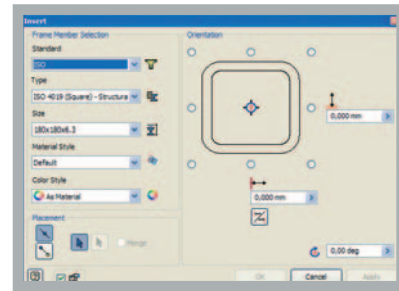 Insert
Frame Member Selection
Standard
ISO
Type
ISO 4019 (Square) - Structura
Size
180x180x6.3
Material Style
Default
Color Style
As Material
Placement
Merge
Orientation
0,000 mm
0,000 mm
0,00 deg
OK
Cancel
Apply